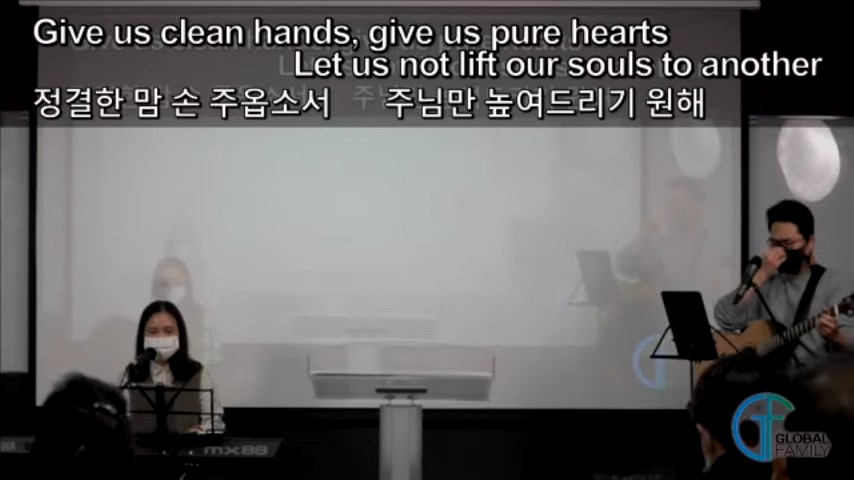 Give us clean hands, give us pure hearts
Let us not lift our souls to another
정결한 맘 손 주옵소서 주님만 높여드리기 원해
mx88
GF GLOBAL
FAMILY